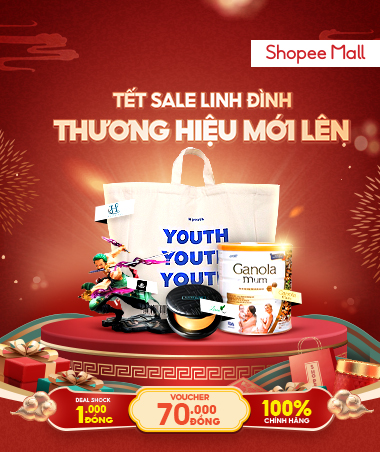 Shopee Mall
TẾT SALE LINH ĐÌNH
THƯƠNG HIỆU MỚI LÊN
youth
YOUTH
YOUTH
YOUTH
Ganola
mum
DEAL SHOCK
1.000
ĐỒNG
VOUCHER
70.000
ĐỒNG
100%
CHÍNH HÃNG